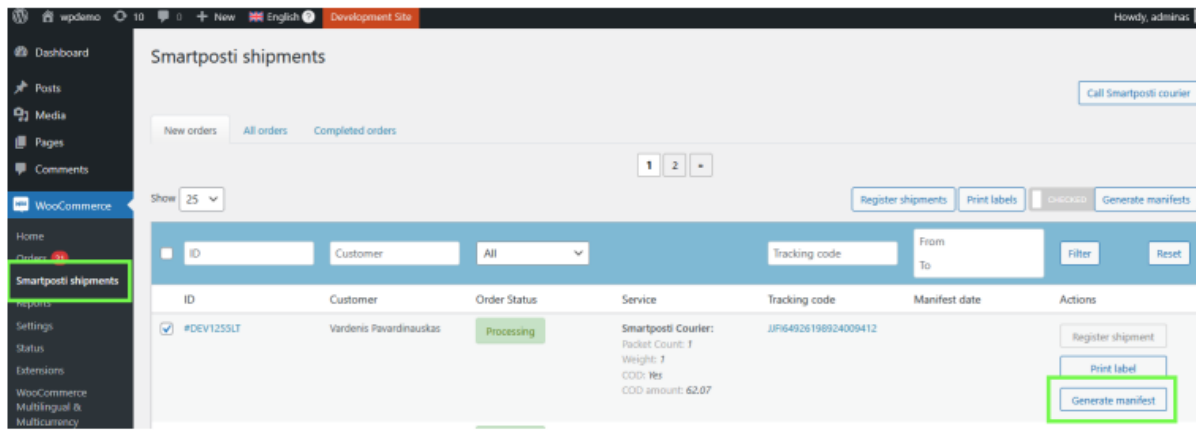 wpdemo 10 0 + New English Development Site Howdy, adminas
Dashboard
Smartposti shipments
Posts
Call Smartposti courier
Media
New orders All orders Completed orders
Pages
1 2 »
Comments
Show 25 Register shipments Print labels CHECKED Generate manifests
WooCommerce
Home
ID Customer All Tracking code From To Filter Reset
Orders 21
Smartposti shipments
Reports
ID Customer Order Status Service Tracking code Manifest date Actions
Settings
#DEV1255LT Vardenis Pavardinauskas Processing Smartposti Courier: JJFI64926198924009412 Register shipment
Packet Count: 1
Status
Weight: 1
Extensions
COD: Yes Print label
COD amount: 62.07
WooCommerce
Multilingual &
Multicurrency
Generate manifest